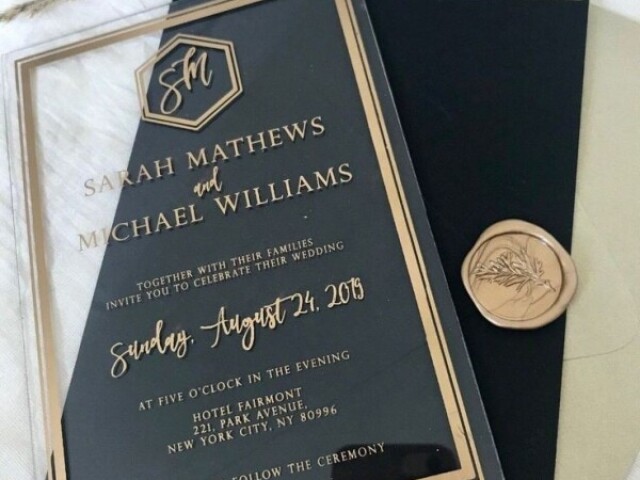 SM
SARAH MATHEWS
and
MICHAEL WILLIAMS
TOGETHER WITH THEIR FAMILIES
INVITE YOU TO CELEBRATE THEIR WEDDING
Sunday, August 24, 2019
AT FIVE O'CLOCK IN THE EVENING
HOTEL FAIRMONT
221, PARK AVENUE,
NEW YORK CITY, NY 80996
FOLLOW THE CEREMONY